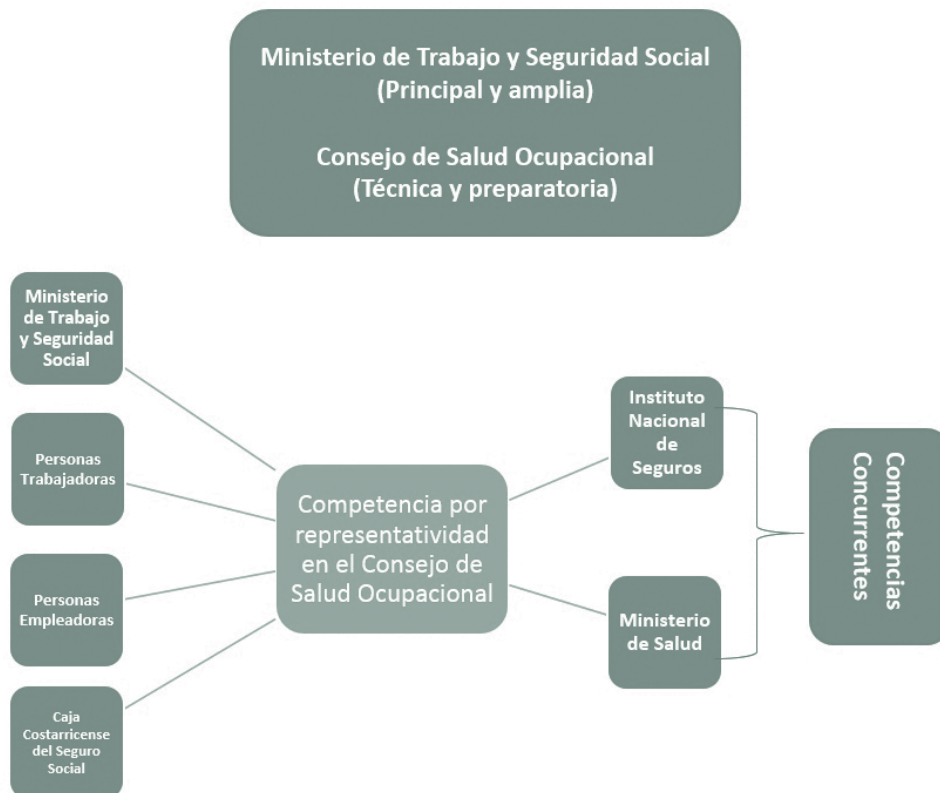 Ministerio de Trabajo y Seguridad Social
(Principal y amplia)
Consejo de Salud Ocupacional
(Técnica y preparatoria)
Ministerio
de Trabajo
y Seguridad
Social
Personas
Trabajadoras
Personas
Empleadoras
Caja
Costarricense
del Seguro
Social
Competencia por
representatividad
en el Consejo de
Salud Ocupacional
Instituto
Nacional
de
Seguros
Ministerio
de Salud
Competencias
Concurrentes